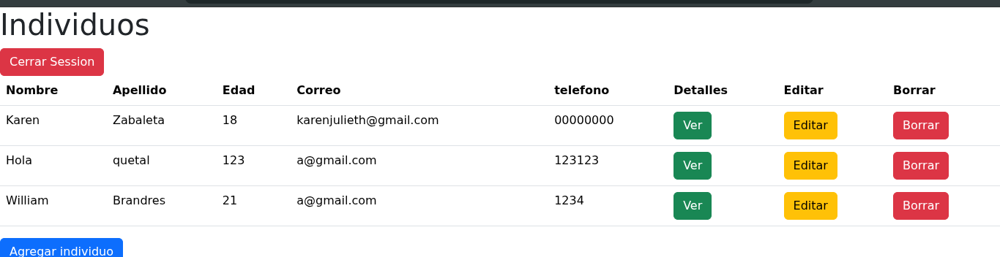 Individuos
Cerrar Session
Nombre Apellido Edad Correo telefono Detalles Editar Borrar
Karen Zabaleta 18 karenjulieth@gmail.com 00000000 Ver Editar Borrar
Hola quetal 123 a@gmail.com 123123 Ver Editar Borrar
William Brandres 21 a@gmail.com 1234 Ver Editar Borrar
Agregar individuo